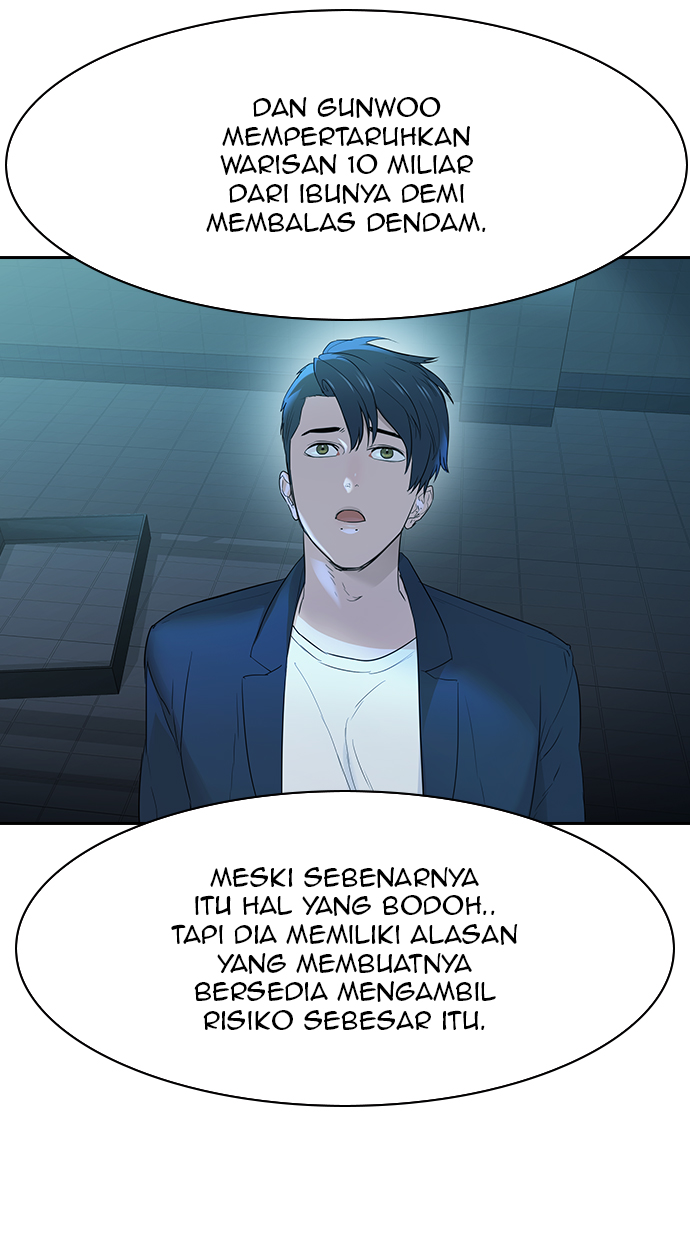 DAN GUNWOO
MEMPERTARUHKAN
WARISAN 10 MILIAR
DARI IBUNYA DEMI
MEMBALAS DENDAM.
MESKI SEBENARNYA
ITU HAL YANG BODOH..
TAPI DIA MEMILIKI ALASAN
YANG MEMBUATNYA
BERSEDIA MENGAMBIL
RISIKO SEBESAR ITU.